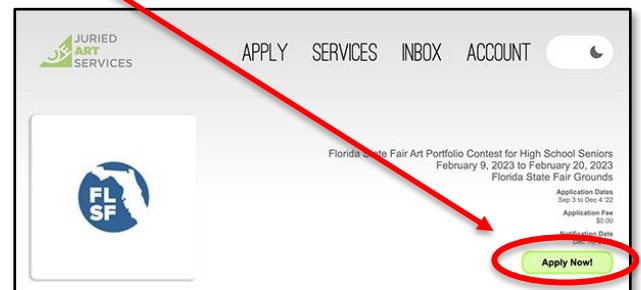 JURIED
ART
SERVICES
APPLY SERVICES INBOX ACCOUNT
FL
SF
Florida State Fair Art Portfolio Contest for High School Seniors
February 9, 2023 to February 20, 2023
Florida State Fair Grounds
Application Dates
Sep 3 to Dec 4 '22
Application Fee
$0.00
Notification Date
Dec
Apply Now!